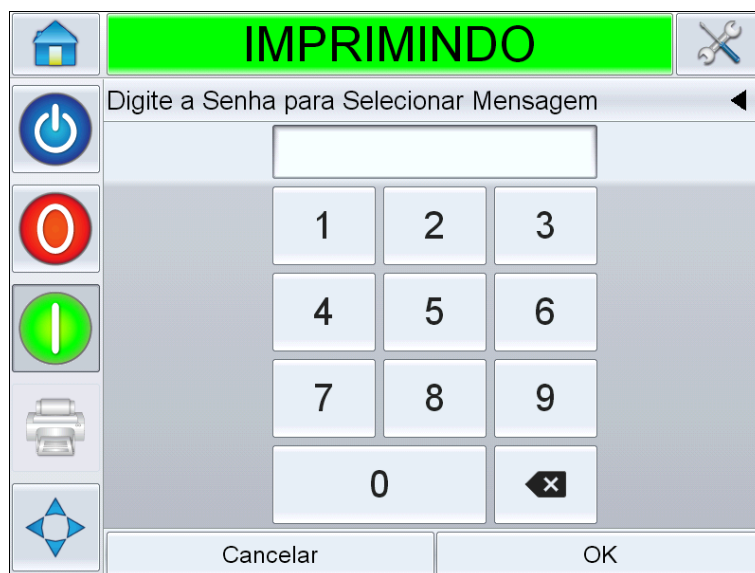 IMPRIMINDO
Digite a Senha para Selecionar Mensagem
1 2 3
4 5 6
7 8 9
0
Cancelar OK